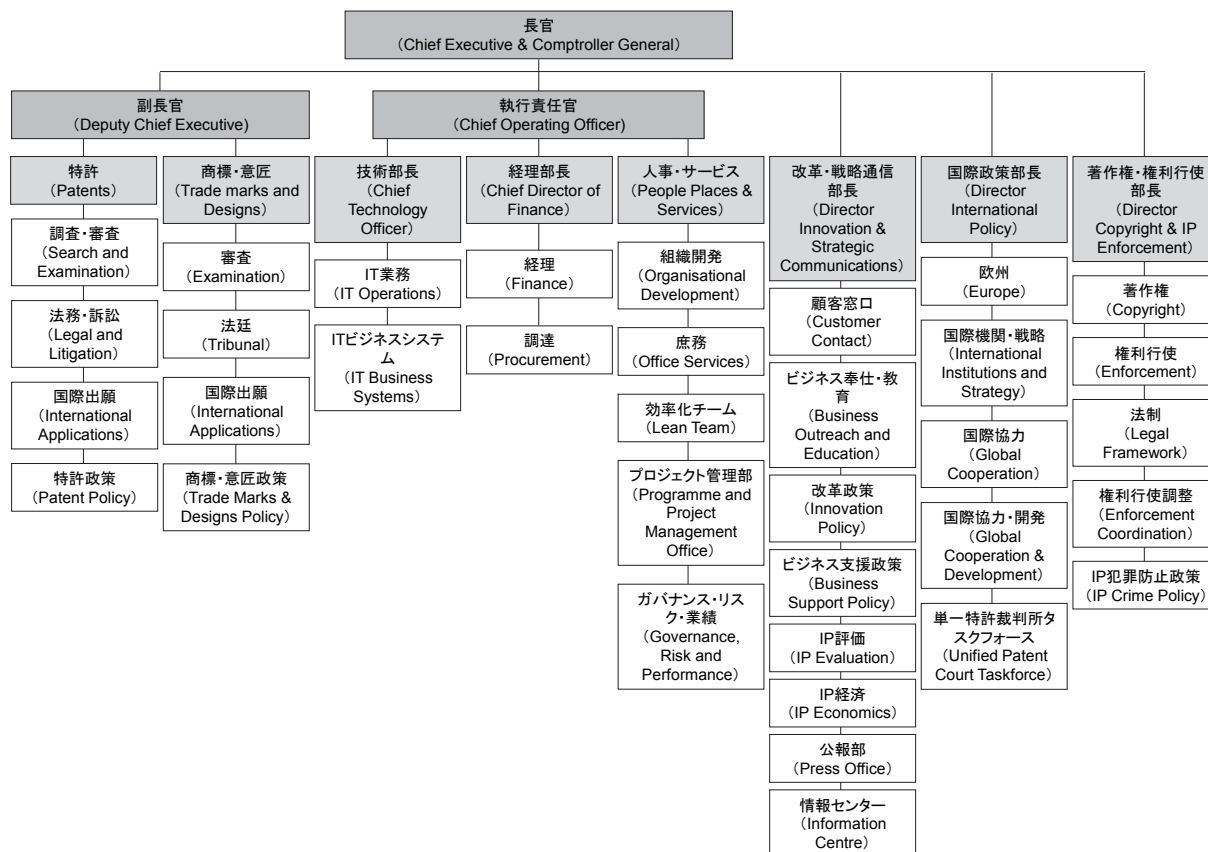 長官
（Chief Executive & Comptroller General）
副長官
（Deputy Chief Executive）
執行責任官
（Chief Operating Officer）
特許
（Patents）
調査・審査
（Search and
Examination）
法務・訴訟
（Legal and
Litigation）
国際出願
（International
Applications）
特許政策
（Patent Policy）
商標・意匠
（Trade marks and
Designs）
審査
（Examination）
法廷
（Tribunal）
国際出願
（International
Applications）
商標・意匠政策
（Trade Marks &
Designs Policy）
技術部長
（Chief
Technology
Officer）
IT業務
（IT Operations）
ITビジネスシステ
ム
（IT Business
Systems）
経理部長
（Chief Director of
Finance）
経理
（Finance）
調達
（Procurement）
人事・サービス
（People Places &
Services）
組織開発
（Organisational
Development）
庶務
（Office Services）
効率化チーム
（Lean Team）
プロジェクト管理部
（Programme and
Project
Management
Office）
ガバナンス・リス
ク・業績
（Governance,
Risk and
Performance）
改革・戦略通信
部長
（Director
Innovation &
Strategic
Communications）
顧客窓口
（Customer
Contact）
ビジネス奉仕・教
育
（Business
Outreach and
Education）
改革政策
（Innovation
Policy）
ビジネス支援政策
（Business
Support Policy）
IP評価
（IP Evaluation）
IP経済
（IP Economics）
公報部
（Press Office）
情報センター
（Information
Centre）
国際政策部長
（Director
International
Policy）
欧州
（Europe）
国際機関・戦略
（International
Institutions and
Strategy）
国際協力
（Global
Cooperation）
国際協力・開発
（Global
Cooperation &
Development）
単一特許裁判所タ
スクフォース
（Unified Patent
Court Taskforce）
著作権・権利行使
部長
（Director
Copyright & IP
Enforcement）
著作権
（Copyright）
権利行使
（Enforcement）
法制
（Legal
Framework）
権利行使調整
（Enforcement
Coordination）
IP犯罪防止政策
（IP Crime Policy）